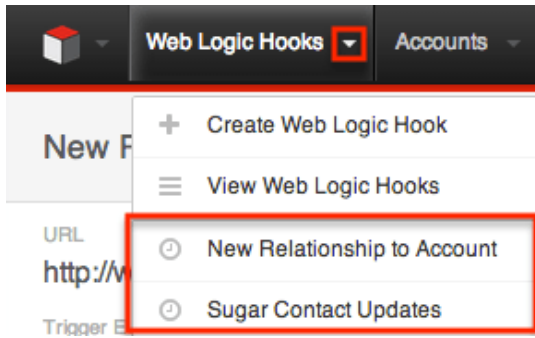 Web Logic Hooks Accounts
Create Web Logic Hook
New
View Web Logic Hooks
URL
New Relationship to Account
http://w
Sugar Contact Updates
Trigger E